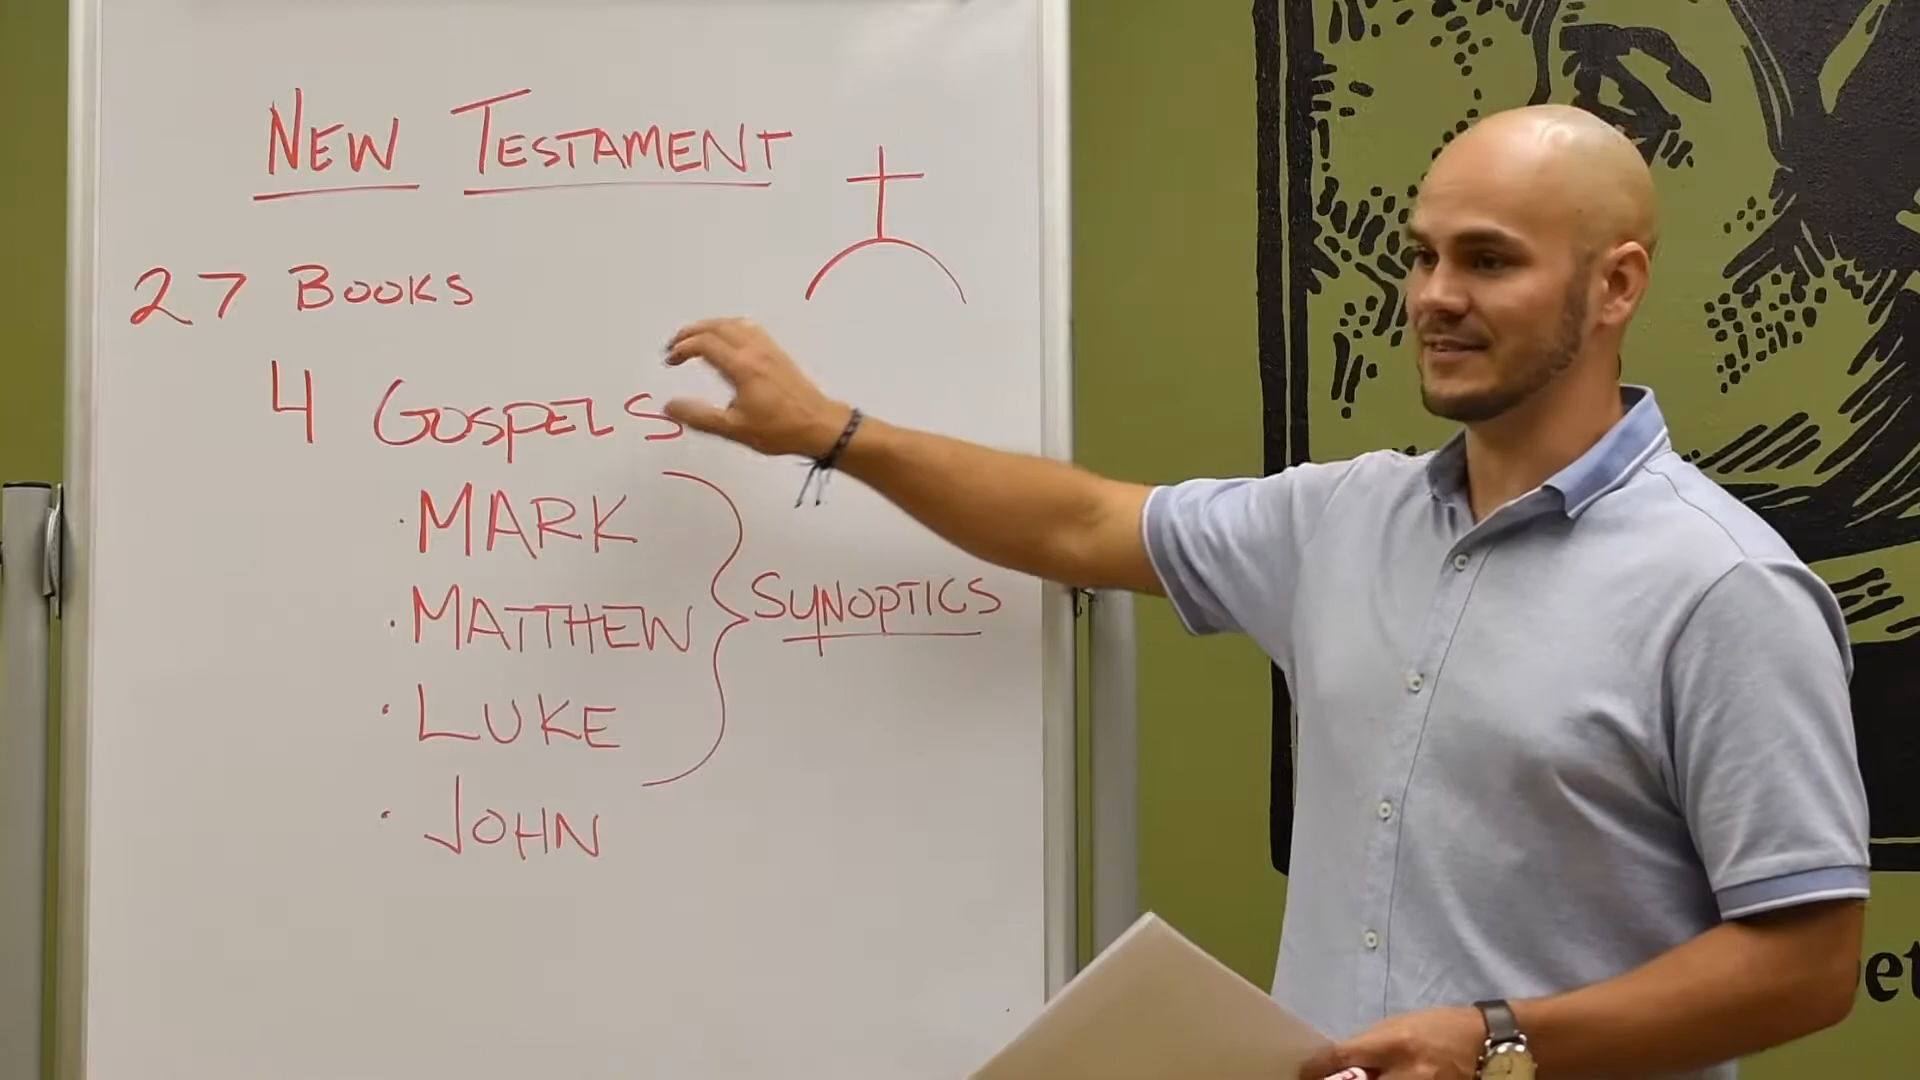 NEW TESTAMENT
27 BOOKS
4 GOSPELS
· MARK
· MATTHEW
SYNOPTICS
· LUKE
· JOHN